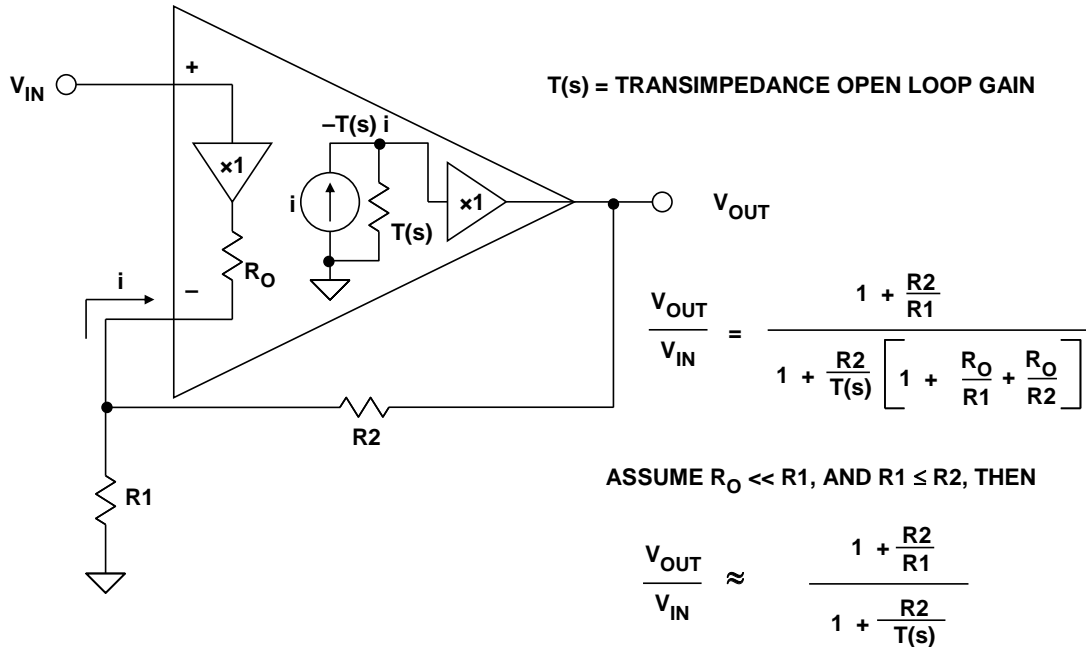 +
V_IN
T(s) = TRANSIMPEDANCE OPEN LOOP GAIN
–T(s) i
×1
i
×1
T(s)
V_OUT
R_O
i
–
V_OUT
V_IN
=
1 + R2
R1
1 + R2
T(s)
[ 1 + R_O
R1
+ R_O
R2 ]
R2
R1
ASSUME R_O << R1, AND R1 ≤ R2, THEN
V_OUT
V_IN
≈
1 + R2
R1
1 + R2
T(s)